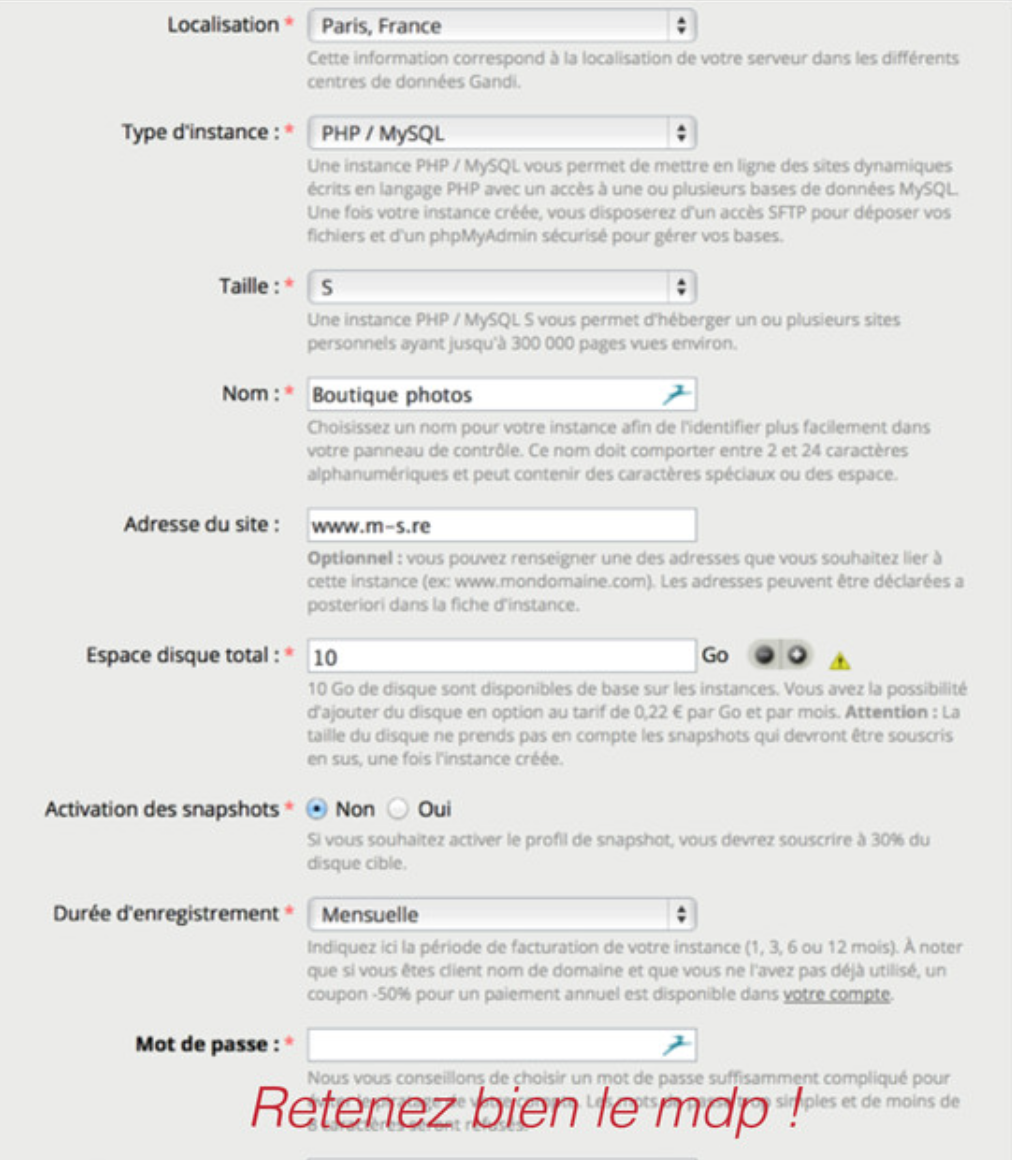 Localisation * Paris, France
Cette information correspond à la localisation de votre serveur dans les différents
centres de données Gandi.
Type d'instance : * PHP / MySQL
Une instance PHP / MySQL vous permet de mettre en ligne des sites dynamiques
écrits en langage PHP avec un accès à une ou plusieurs bases de données MySQL.
Une fois votre instance créée, vous disposerez d'un accès SFTP pour déposer vos
fichiers et d'un phpMyAdmin sécurisé pour gérer vos bases.
Taille : * S
Une instance PHP / MySQL S vous permet d'héberger un ou plusieurs sites
personnels ayant jusqu'à 300 000 pages vues environ.
Nom : * Boutique photos
Choisissez un nom pour votre instance afin de l'identifier plus facilement dans
votre panneau de contrôle. Ce nom doit comporter entre 2 et 24 caractères
alphanumériques et peut contenir des caractères spéciaux ou des espace.
Adresse du site : www.m-s.re
Optionnel : vous pouvez renseigner une des adresses que vous souhaitez lier à
cette instance (ex: www.mondomaine.com). Les adresses peuvent être déclarées a
posteriori dans la fiche d'instance.
Espace disque total : * 10 Go
10 Go de disque sont disponibles de base sur les instances. Vous avez la possibilité
d'ajouter du disque en option au tarif de 0,22 € par Go et par mois. Attention : La
taille du disque ne prends pas en compte les snapshots qui devront être souscris
en sus, une fois l'instance créée.
Activation des snapshots * Non Oui
Si vous souhaitez activer le profil de snapshot, vous devrez souscrire à 30% du
disque cible.
Durée d'enregistrement * Mensuelle
Indiquez ici la période de facturation de votre instance (1, 3, 6 ou 12 mois). À noter
que si vous êtes client nom de domaine et que vous ne l'avez pas déjà utilisé, un
coupon -50% pour un paiement annuel est disponible dans votre compte.
Mot de passe : *
Nous vous conseillons de choisir un mot de passe suffisamment compliqué pour
éviter le piratage de votre compte. Les mots de passe trop simples et de moins de
8 caractères seront refusés.
Retenez bien le mdp !